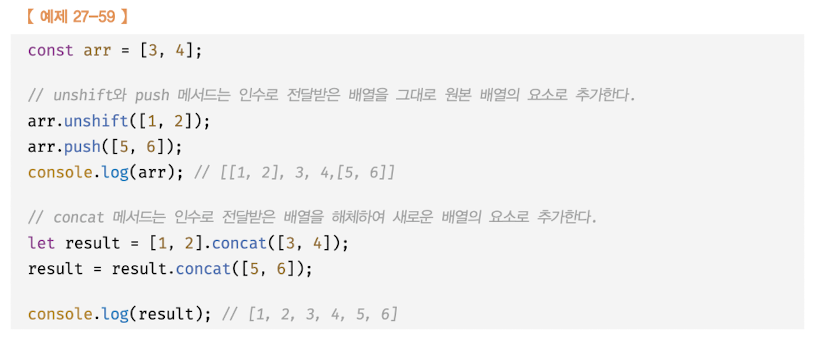 【 예제 27-59 】
const arr = [3, 4];
// unshift와 push 메서드는 인수로 전달받은 배열을 그대로 원본 배열의 요소로 추가한다.
arr.unshift([1, 2]);
arr.push([5, 6]);
console.log(arr); // [[1, 2], 3, 4,[5, 6]]
// concat 메서드는 인수로 전달받은 배열을 해체하여 새로운 배열의 요소로 추가한다.
let result = [1, 2].concat([3, 4]);
result = result.concat([5, 6]);
console.log(result); // [1, 2, 3, 4, 5, 6]